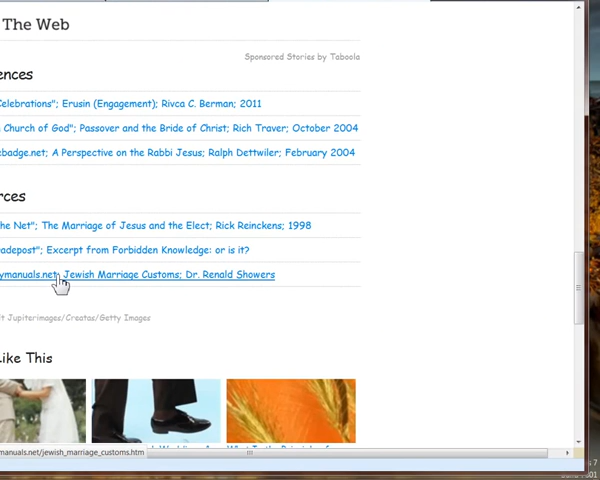 The Web
Sponsored Stories by Taboola
ences
Celebrations"; Erusin (Engagement); Rivca C. Berman; 2011
Church of God"; Passover and the Bride of Christ; Rich Traver; October 2004
ebadge.net; A Perspective on the Rabbi Jesus; Ralph Dettwiler; February 2004
rces
he Net"; The Marriage of Jesus and the Elect; Rick Reinckens; 1998
adepost"; Excerpt from Forbidden Knowledge: or is it?
ymanuals.net; Jewish Marriage Customs; Dr. Renald Showers
t Jupiterimages/Creatas/Getty Images
Like This
manuals.net/jewish_marriage_customs.htm